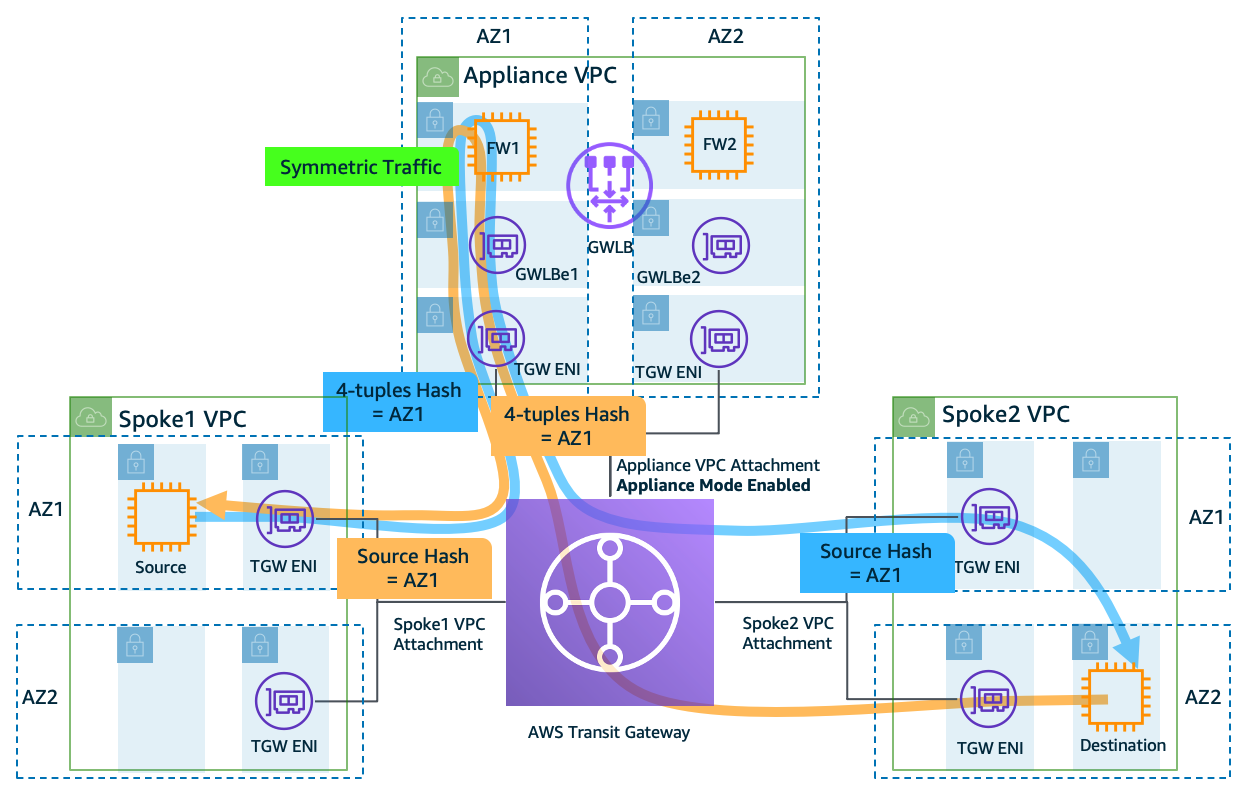 AZ1
AZ2
Appliance VPC
FW1
FW2
Symmetric Traffic
GWLB
GWLBe1
GWLBe2
TGW ENI
TGW ENI
4-tuples Hash
= AZ1
4-tuples Hash
= AZ1
Appliance VPC Attachment
Appliance Mode Enabled
Spoke1 VPC
AZ1
Source
TGW ENI
Source Hash
= AZ1
Spoke1 VPC
Attachment
AZ2
TGW ENI
AWS Transit Gateway
Spoke2 VPC
AZ1
TGW ENI
Source Hash
= AZ1
Spoke2 VPC
Attachment
AZ2
TGW ENI
Destination